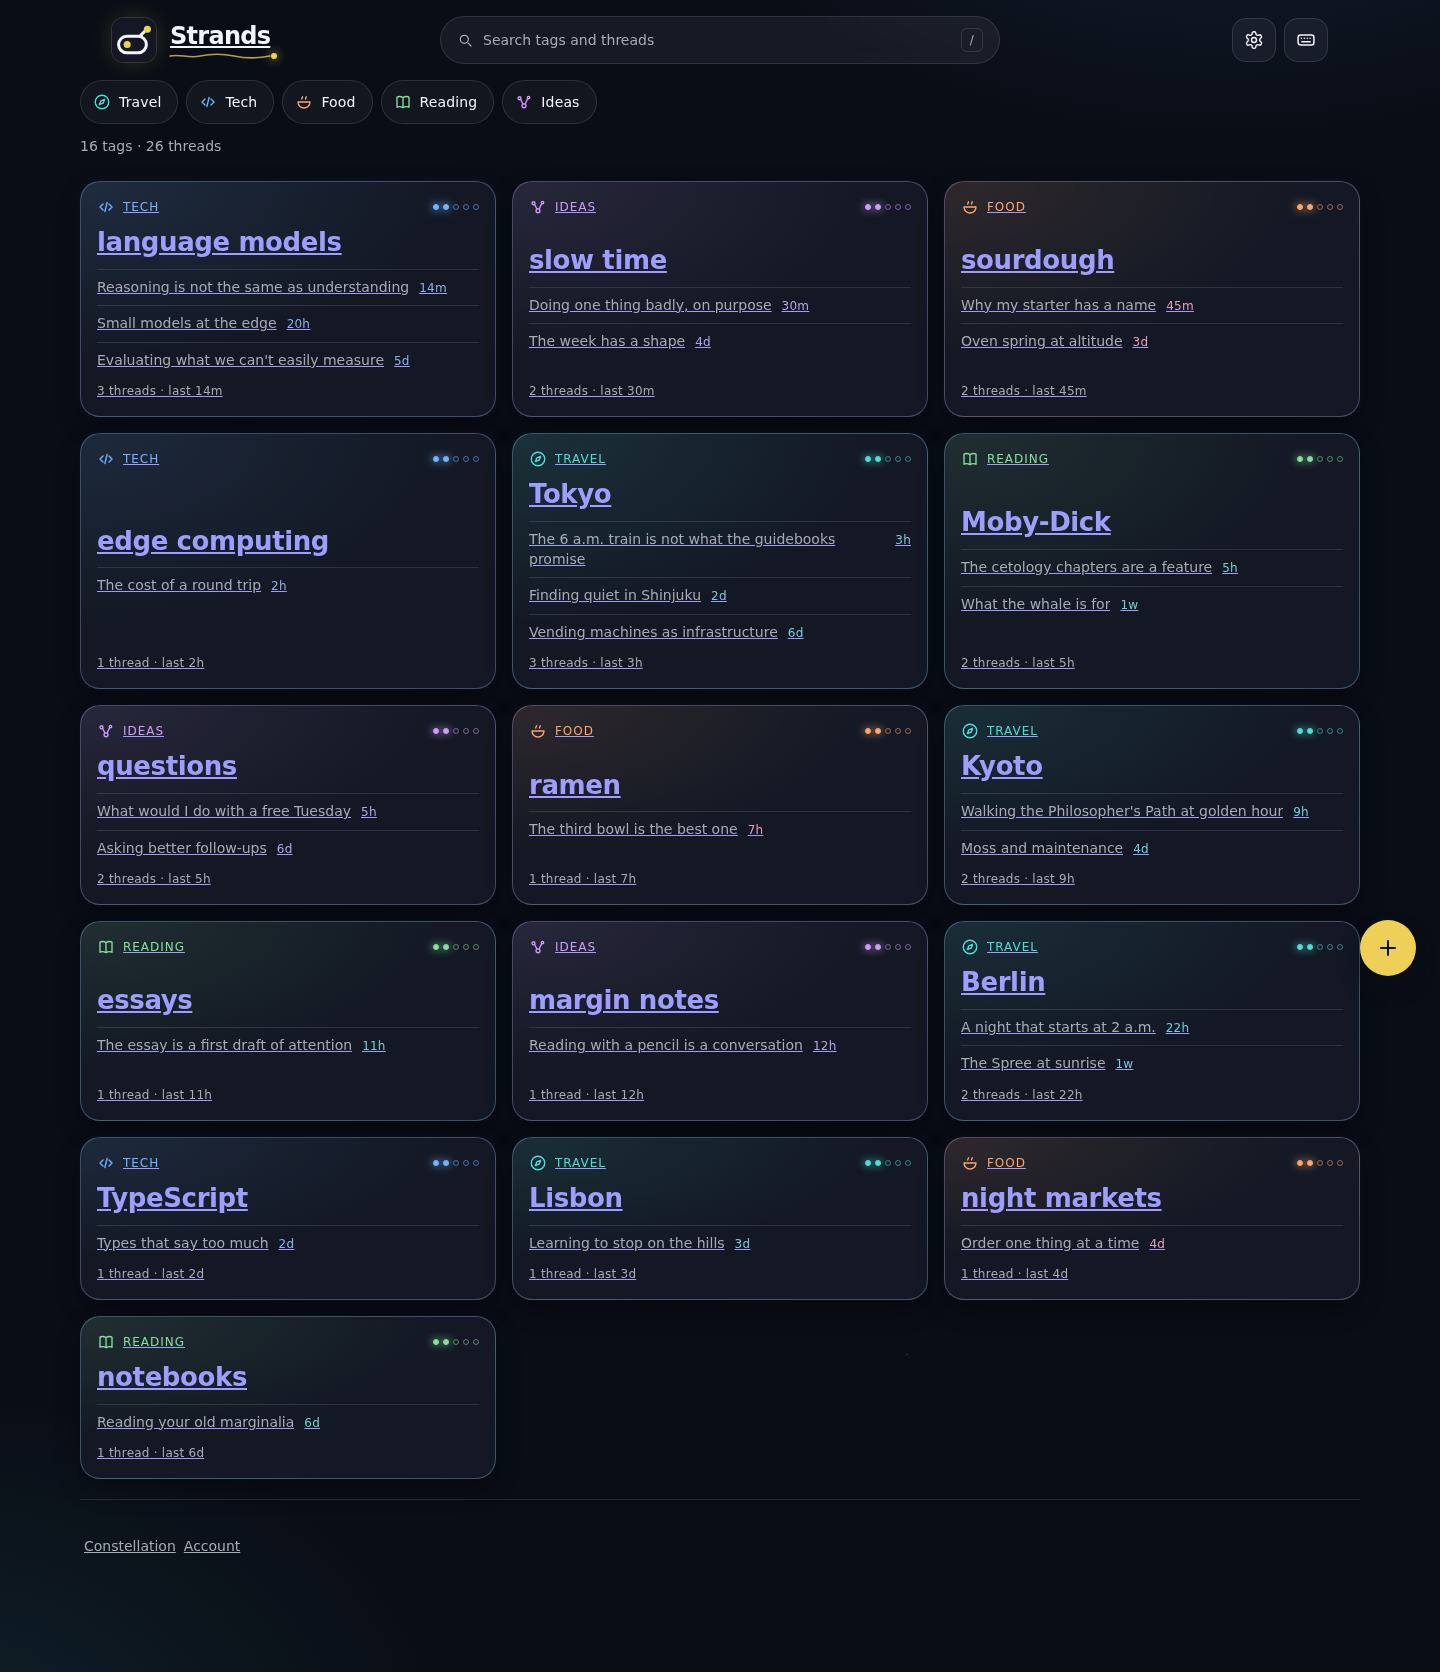 Strands
Search tags and threads
/
Travel
Tech
Food
Reading
Ideas
16 tags · 26 threads
TECH
language models
Reasoning is not the same as understanding 14m
Small models at the edge 20h
Evaluating what we can't easily measure 5d
3 threads · last 14m
IDEAS
slow time
Doing one thing badly, on purpose 30m
The week has a shape 4d
2 threads · last 30m
FOOD
sourdough
Why my starter has a name 45m
Oven spring at altitude 3d
2 threads · last 45m
TECH
edge computing
The cost of a round trip 2h
1 thread · last 2h
TRAVEL
Tokyo
The 6 a.m. train is not what the guidebooks 3h
promise
Finding quiet in Shinjuku 2d
Vending machines as infrastructure 6d
3 threads · last 3h
READING
Moby-Dick
The cetology chapters are a feature 5h
What the whale is for 1w
2 threads · last 5h
IDEAS
questions
What would I do with a free Tuesday 5h
Asking better follow-ups 6d
2 threads · last 5h
FOOD
ramen
The third bowl is the best one 7h
1 thread · last 7h
TRAVEL
Kyoto
Walking the Philosopher's Path at golden hour 9h
Moss and maintenance 4d
2 threads · last 9h
READING
essays
The essay is a first draft of attention 11h
1 thread · last 11h
IDEAS
margin notes
Reading with a pencil is a conversation 12h
1 thread · last 12h
TRAVEL
Berlin
A night that starts at 2 a.m. 22h
The Spree at sunrise 1w
2 threads · last 22h
TECH
TypeScript
Types that say too much 2d
1 thread · last 2d
TRAVEL
Lisbon
Learning to stop on the hills 3d
1 thread · last 3d
FOOD
night markets
Order one thing at a time 4d
1 thread · last 4d
READING
notebooks
Reading your old marginalia 6d
1 thread · last 6d
Constellation Account